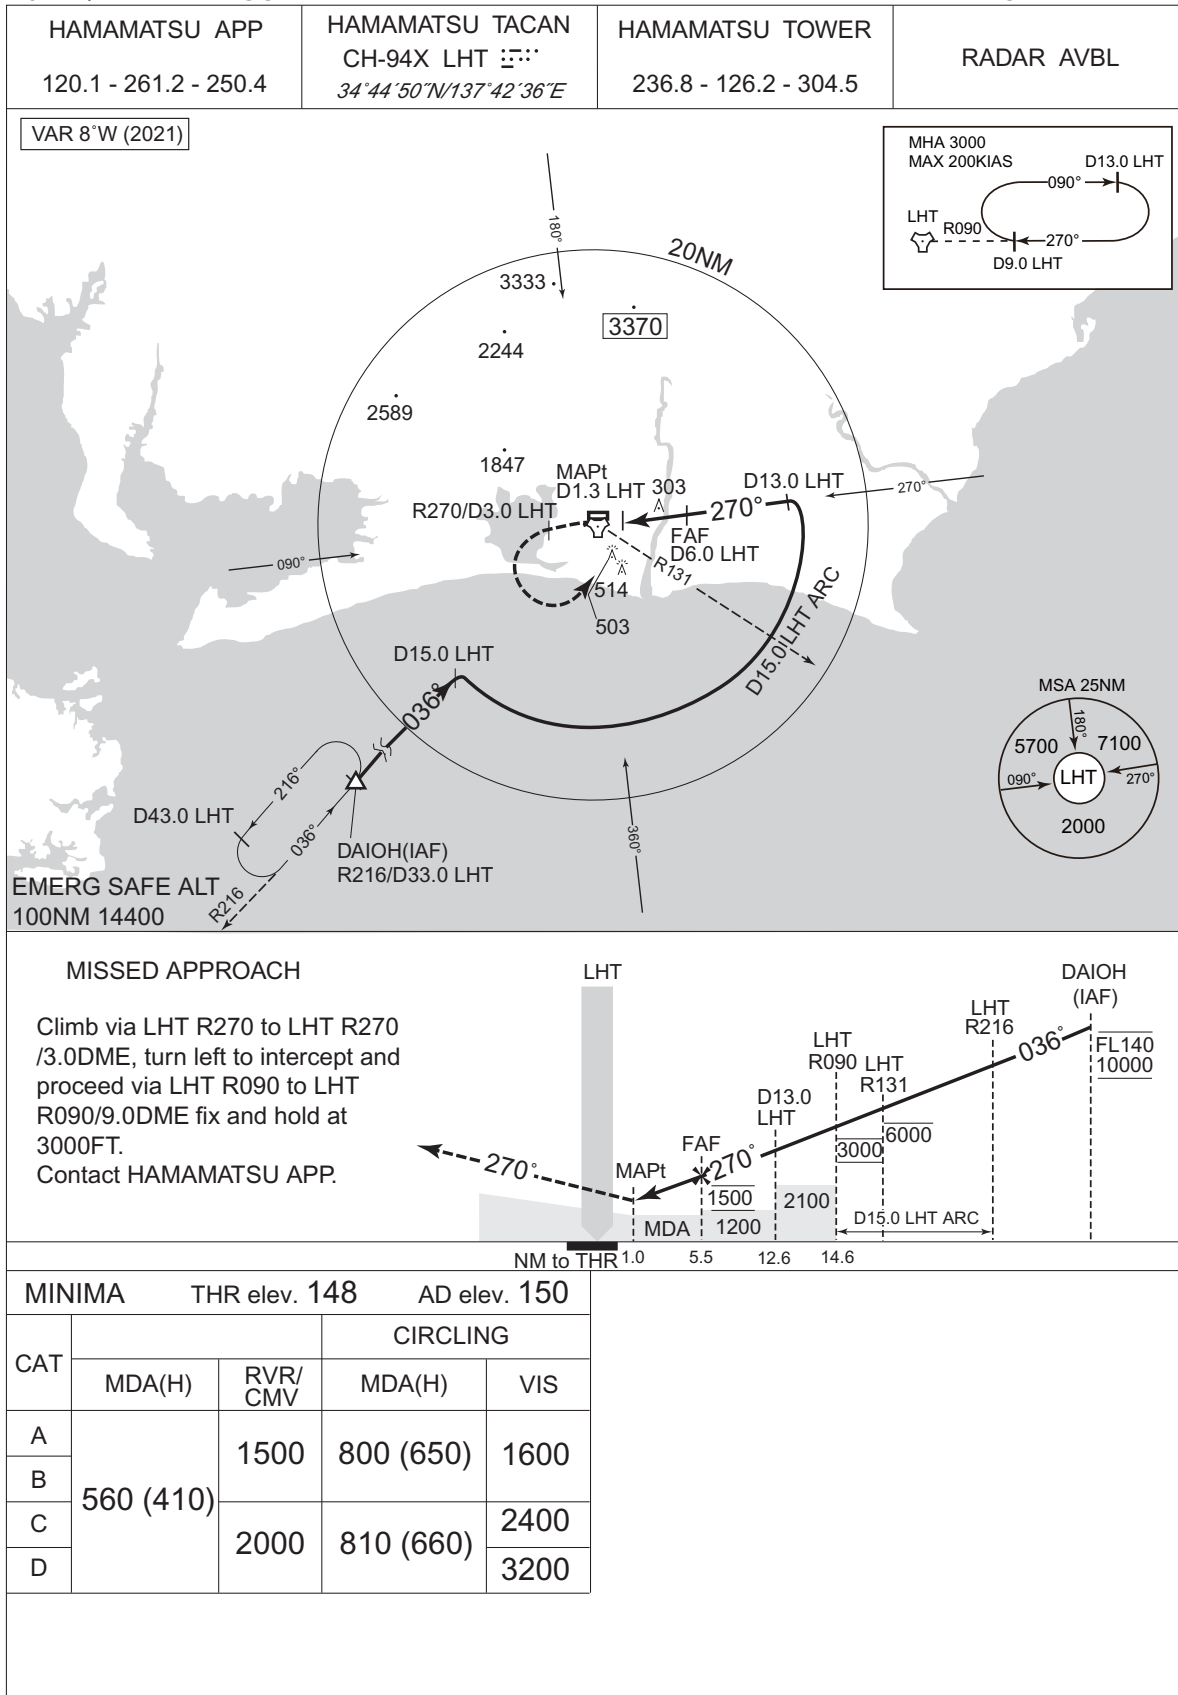 HAMAMATSU APP
120.1 - 261.2 - 250.4
HAMAMATSU TACAN
CH-94X LHT
34°44´50˝N/137°42´36˝E
HAMAMATSU TOWER
236.8 - 126.2 - 304.5
RADAR AVBL
VAR 8˚W (2021)
MHA 3000
MAX 200KIAS
D13.0 LHT
090°
LHT
R090
270°
D9.0 LHT
180°
20NM
3333
3370
2244
2589
1847
MAPt
D1.3 LHT
303
D13.0 LHT
270°
R270/D3.0 LHT
270°
FAF
D6.0 LHT
R131
090°
514
503
D15.0 LHT ARC
D15.0 LHT
036°
MSA 25NM
180°
5700
7100
090°
LHT
270°
2000
216°
D43.0 LHT
036°
360°
DAIOH(IAF)
R216/D33.0 LHT
R216
EMERG SAFE ALT
100NM 14400
MISSED APPROACH
Climb via LHT R270 to LHT R270
/3.0DME, turn left to intercept and
proceed via LHT R090 to LHT
R090/9.0DME fix and hold at
3000FT.
Contact HAMAMATSU APP.
LHT
DAIOH
(IAF)
LHT
R216
036°
FL140
10000
LHT
R090
LHT
R131
D13.0
LHT
6000
3000
FAF
270°
MAPt
270°
1500
2100
MDA
1200
D15.0 LHT ARC
NM to THR
1.0
5.5
12.6
14.6
MINIMA THR elev. 148 AD elev. 150
CAT
CIRCLING
MDA(H)
RVR/
CMV
MDA(H)
VIS
A
B
C
D
560 (410)
1500
2000
800 (650)
810 (660)
1600
2400
3200